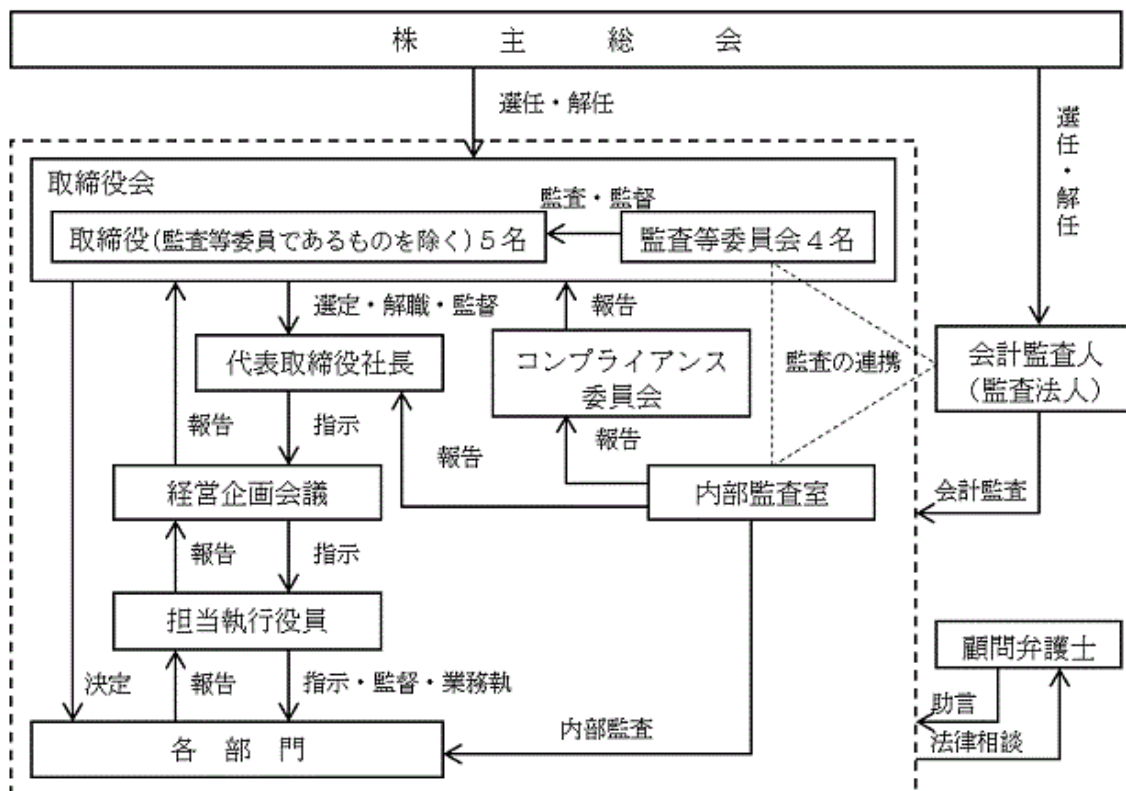 株主総会
選任・解任
選任・解任
取締役会
監査・監督
取締役(監査等委員であるものを除く)5名
監査等委員会4名
選定・解職・監督
報告
代表取締役社長
コンプライアンス
委員会
監査の連携
会計監査人
(監査法人)
報告
指示
報告
報告
経営企画会議
内部監査室
会計監査
報告
指示
担当執行役員
顧問弁護士
決定
報告
指示・監督・業務執
助言
内部監査
法律相談
各部門